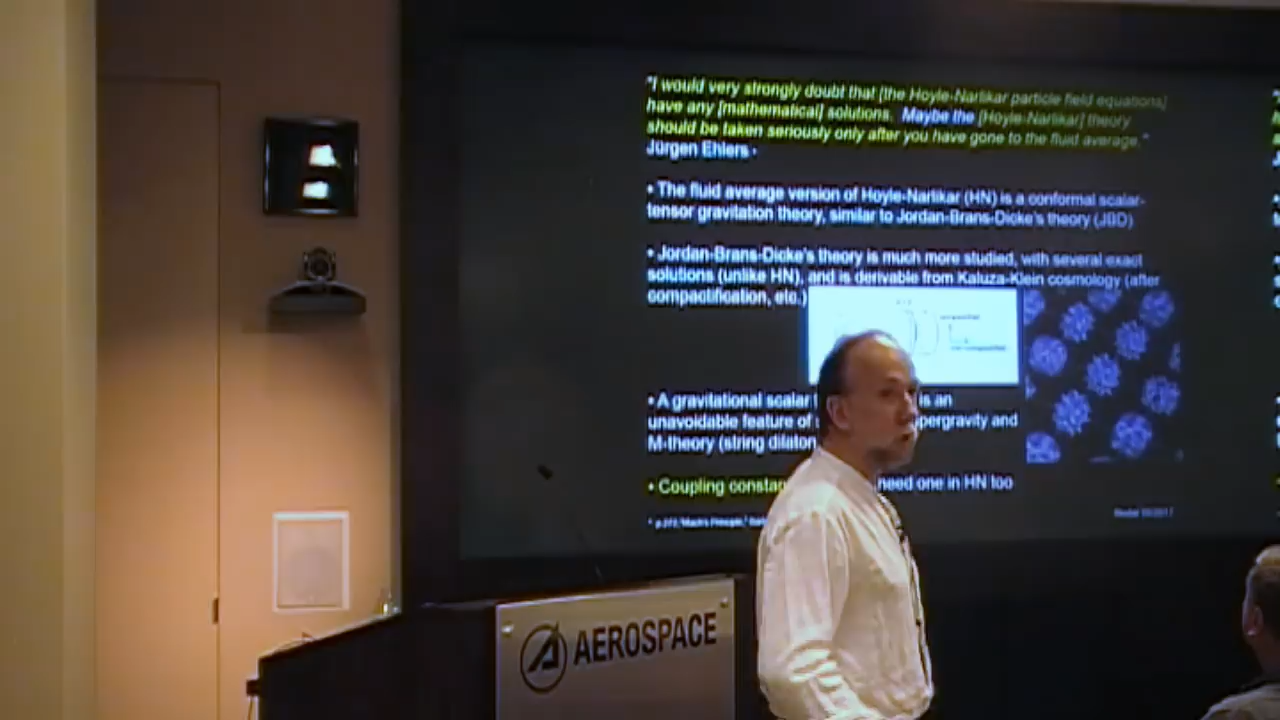 "I would very strongly doubt that [the Hoyle-Narlikar particle field equations]
have any [mathematical] solutions. Maybe the [Hoyle-Narlikar] theory
should be taken seriously only after you have gone to the fluid average."
Jürgen Ehlers *
• The fluid average version of Hoyle-Narlikar (HN) is a conformal scalar-
tensor gravitation theory, similar to Jordan-Brans-Dicke's theory (JBD)
• Jordan-Brans-Dicke's theory is much more studied, with several exact
solutions (unlike HN), and is derivable from Kaluza-Klein cosmology (after
compactification, etc.)
• A gravitational scalar is an
unavoidable feature of pergravity and
M-theory (string dilaton
• Coupling consta need one in HN too
* p.273, "Mach's Principle,"
AEROSPACE